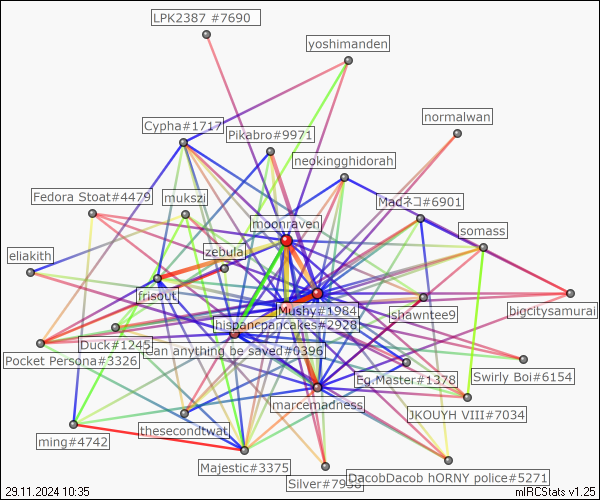 LPK2387 #7690
yoshimanden
normalwan
Cypha#1717
Pikabro#9971
neokingghidorah
Fedora Stoat#4479
mukszi
Madネコ#6901
moonraven
somass
zebula
eliakith
frisout
Mushy#1984
bigcitysamurai
shawntee9
hispancpancakes#2928
Duck#1245
can anything be saved#0396
Pocket Persona#3326
Swirly Boi#6154
Eg.Master#1378
marcemadness
JKOUYH VIII#7034
thesecondtwat
ming#4742
Majestic#3375
DacobDacob hORNY police#5271
Silver#7958
29.11.2024 10:35
mIRCStats v1.25